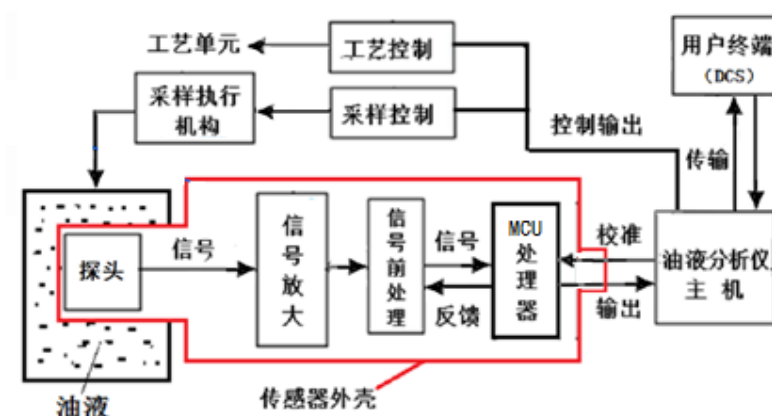 工艺单元
工艺控制
用户终端
(DCS)
采样执行
机构
采样控制
控制输出
传输
探头
信号
信号放大
信号前处理
信号
反馈
MCU
处理器
校准
输出
油液分析仪
主机
油液
传感器外壳